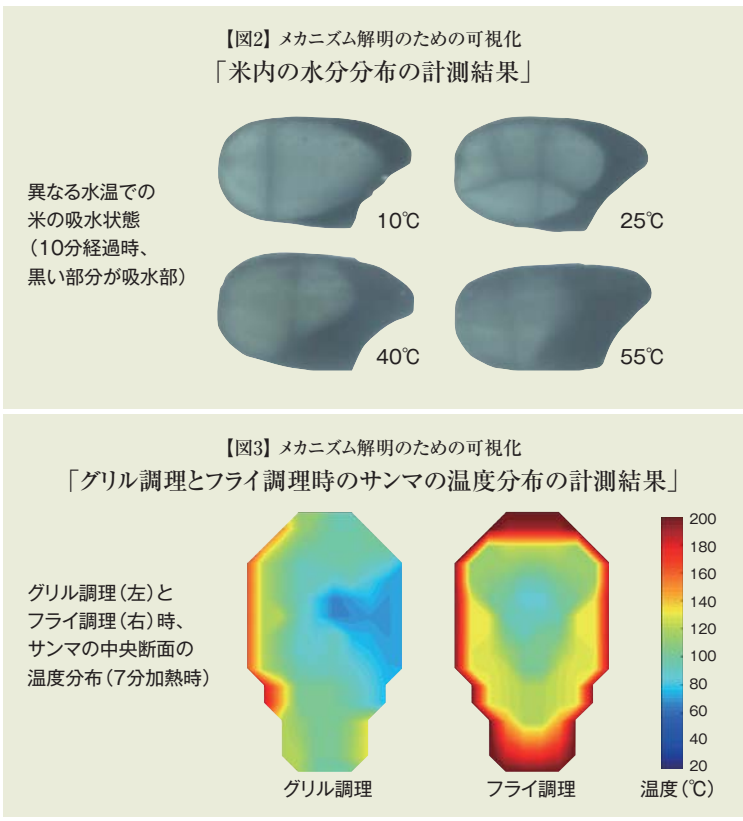 【図2】メカニズム解明のための可視化
「米内の水分分布の計測結果」
異なる水温での
米の吸水状態
(10分経過時、
黒い部分が吸水部)
10℃
25℃
40℃
55℃
【図3】メカニズム解明のための可視化
「グリル調理とフライ調理時のサンマの温度分布の計測結果」
グリル調理(左)と
フライ調理(右)時、
サンマの中央断面の
温度分布(7分加熱時)
200
180
160
140
120
100
80
60
40
20
グリル調理
フライ調理
温度(℃)